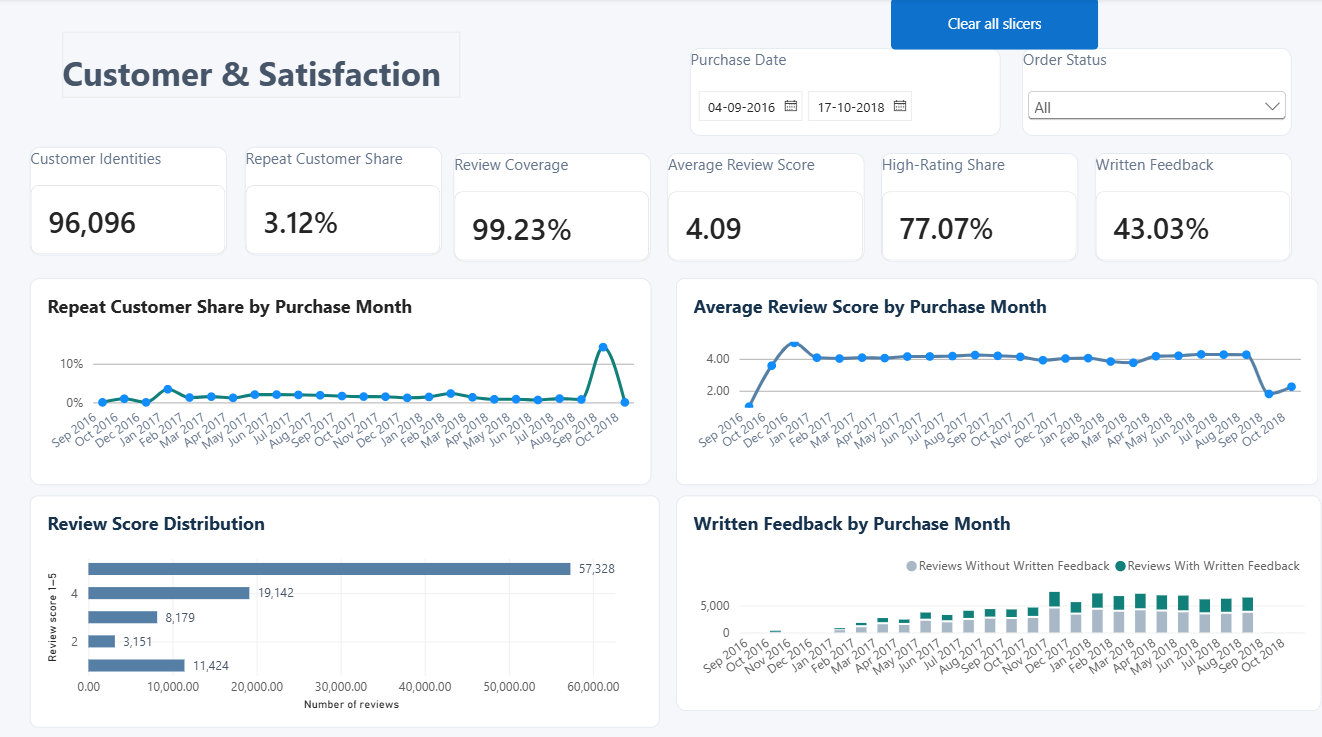 Clear all slicers
Customer & Satisfaction
Purchase Date
Order Status
04-09-2016
17-10-2018
All
Customer Identities
Repeat Customer Share
Review Coverage
Average Review Score
High-Rating Share
Written Feedback
96,096
3.12%
99.23%
4.09
77.07%
43.03%
Repeat Customer Share by Purchase Month
10%
0%
Sep 2016
Oct 2016
Dec 2016
Jan 2017
Feb 2017
Mar 2017
Apr 2017
May 2017
Jun 2017
Jul 2017
Aug 2017
Sep 2017
Oct 2017
Nov 2017
Dec 2017
Jan 2018
Feb 2018
Mar 2018
Apr 2018
May 2018
Jun 2018
Jul 2018
Aug 2018
Sep 2018
Oct 2018
Average Review Score by Purchase Month
4.00
2.00
Sep 2016
Oct 2016
Dec 2016
Jan 2017
Feb 2017
Mar 2017
Apr 2017
May 2017
Jun 2017
Jul 2017
Aug 2017
Sep 2017
Oct 2017
Nov 2017
Dec 2017
Jan 2018
Feb 2018
Mar 2018
Apr 2018
May 2018
Jun 2018
Jul 2018
Aug 2018
Sep 2018
Oct 2018
Review Score Distribution
Review score 1–5
57,328
4
19,142
8,179
2
3,151
11,424
0.00
10,000.00
20,000.00
30,000.00
40,000.00
50,000.00
60,000.00
Number of reviews
Written Feedback by Purchase Month
Reviews Without Written Feedback
Reviews With Written Feedback
5,000
0
Sep 2016
Oct 2016
Nov 2016
Dec 2016
Jan 2017
Feb 2017
Mar 2017
Apr 2017
May 2017
Jun 2017
Jul 2017
Aug 2017
Sep 2017
Oct 2017
Nov 2017
Dec 2017
Jan 2018
Feb 2018
Mar 2018
Apr 2018
May 2018
Jun 2018
Jul 2018
Aug 2018
Sep 2018
Oct 2018